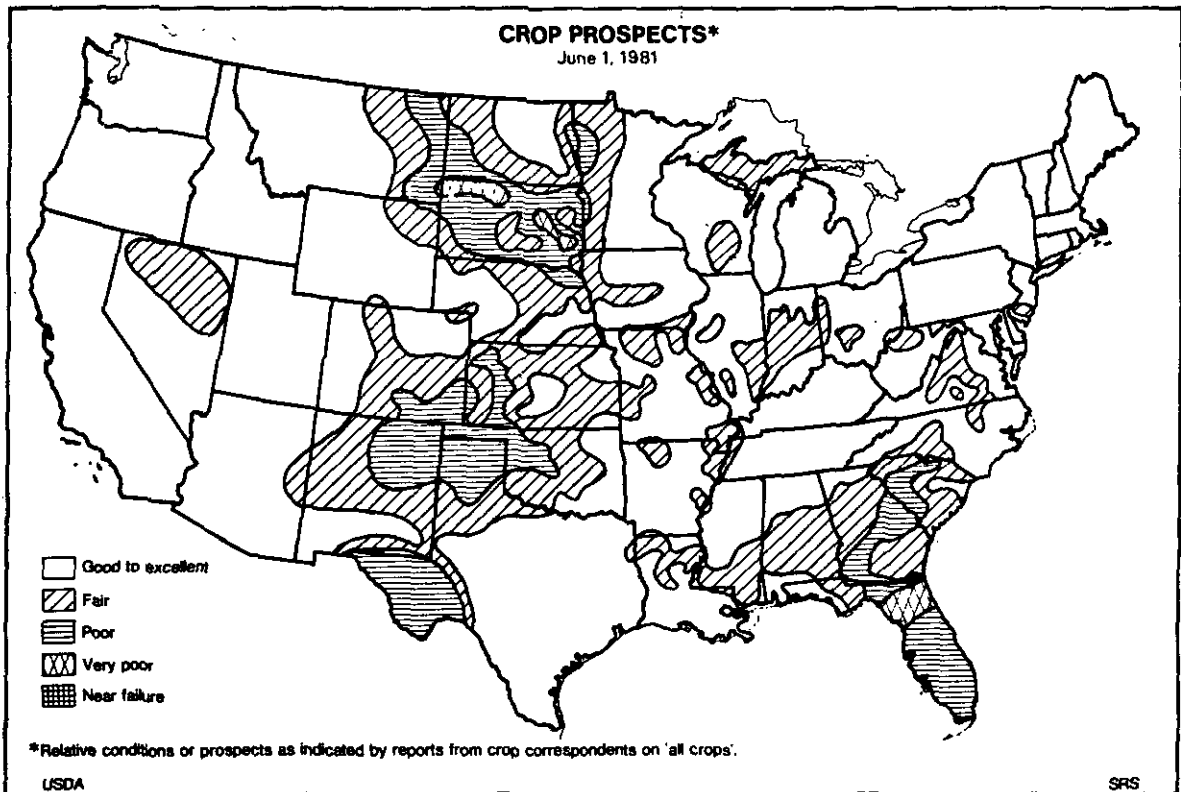 CROP PROSPECTS*
June 1, 1981
Good to excellent
Fair
Poor
Very poor
Near failure
*Relative conditions or prospects as indicated by reports from crop correspondents on 'all crops'.
USDA
SRS